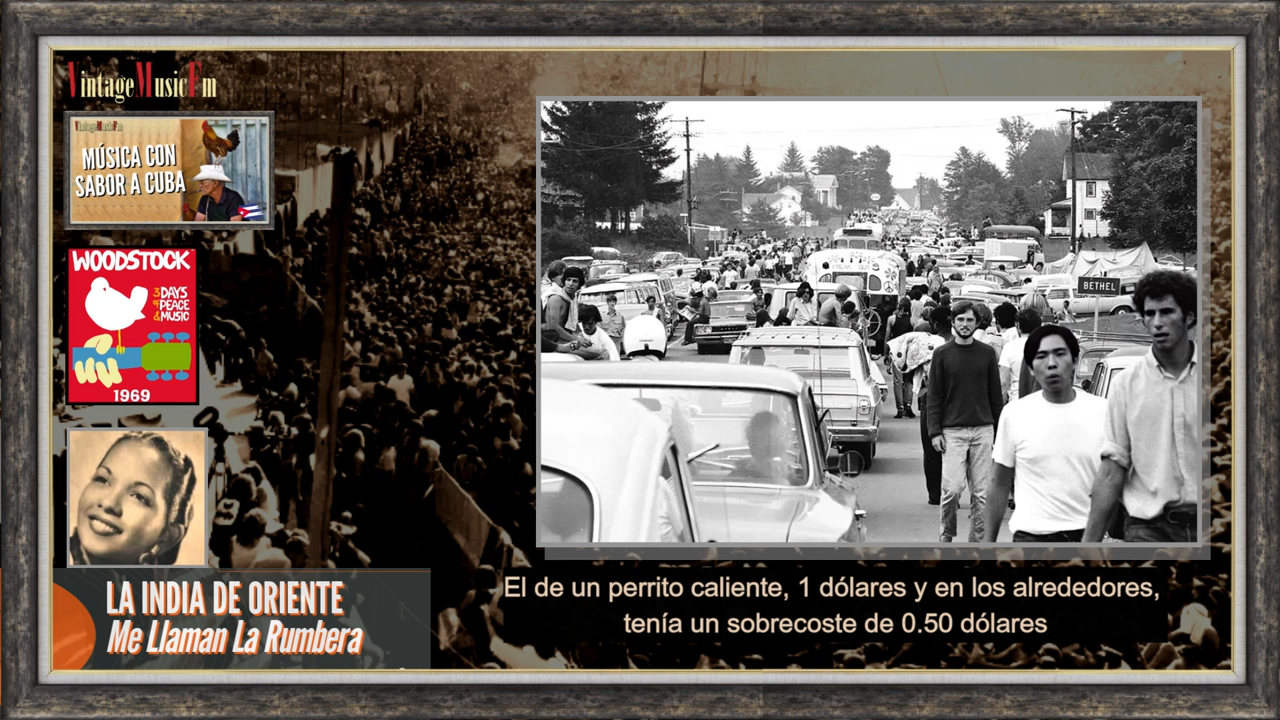 VintageMusicFm
VintageMusicFm
MÚSICA CON
SABOR A CUBA
WOODSTOCK
3 DAYS
of PEACE
& MUSIC
1969
BETHEL
LA INDIA DE ORIENTE
Me Llaman La Rumbera
El de un perrito caliente, 1 dólares y en los alrededores,
tenía un sobrecoste de 0.50 dólares